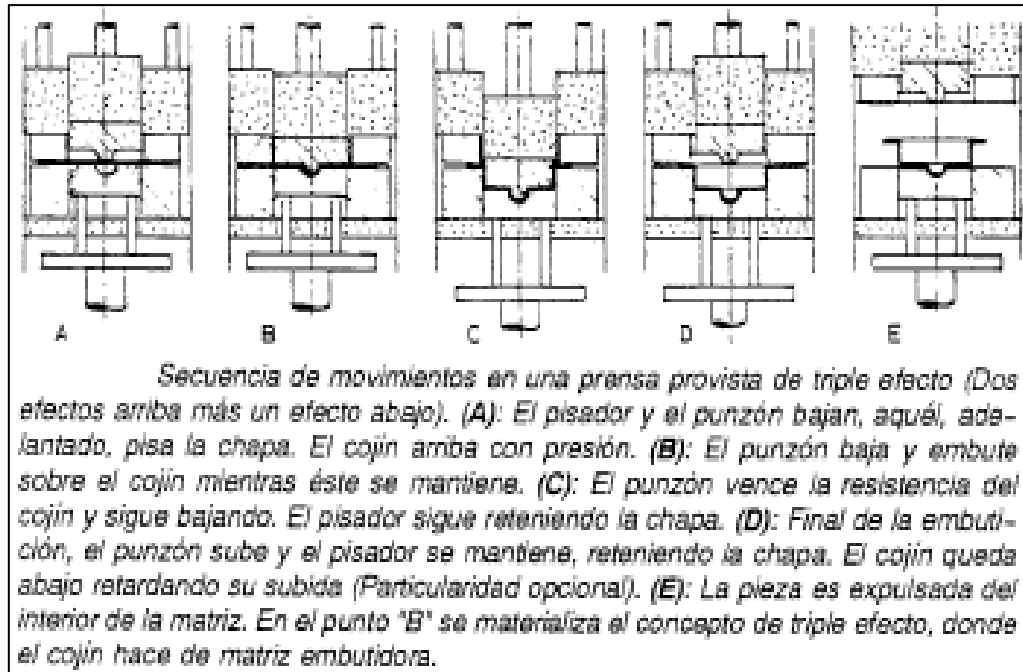 A B C D E
Secuencia de movimientos en una prensa provista de triple efecto (Dos
efectos arriba más un efecto abajo). (A): El pisador y el punzón bajan, aquél, ade-
lantado, pisa la chapa. El cojín arriba con presión. (B): El punzón baja y embute
sobre el cojín mientras éste se mantiene. (C): El punzón vence la resistencia del
cojín y sigue bajando. El pisador sigue reteniendo la chapa. (D): Final de la embuti-
ción, el punzón sube y el pisador se mantiene, reteniendo la chapa. El cojín queda
abajo retardando su subida (Particularidad opcional). (E): La pieza es expulsada del
interior de la matriz. En el punto "B" se materializa el concepto de triple efecto, donde
el cojín hace de matriz embutidora.